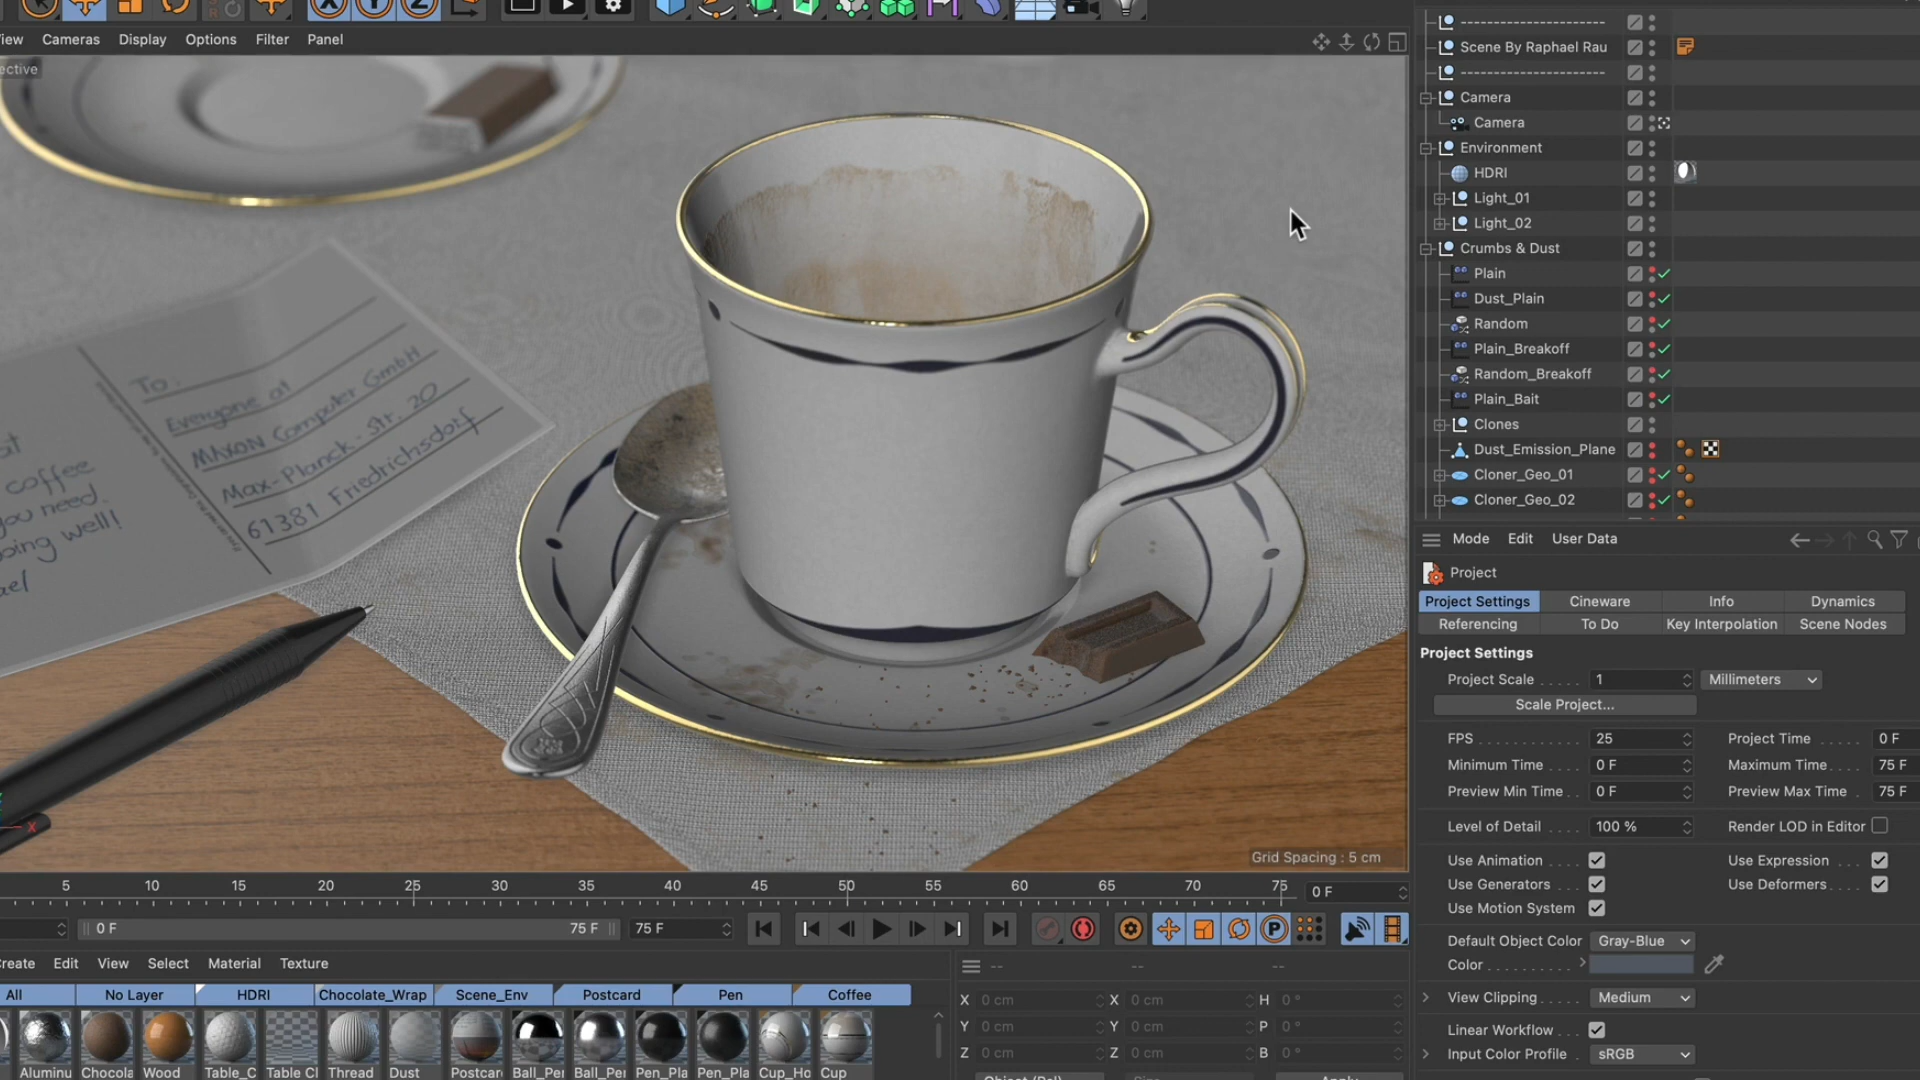 iew Cameras Display Options Filter Panel
ective
To.
Everyone at
MAXON Computer GmbH
Max-Planck-Str. 20
61381 Friedrichsdorf
at
coffee
you need.
oing well!
ael
Grid Spacing : 5 cm
5 10 15 20 25 30 35 40 45 50 55 60 65 70 75 0 F
0 F 75 F 75 F
reate Edit View Select Material Texture
All No Layer HDRI Chocolate_Wrap Scene_Env Postcard Pen Coffee
Aluminu Chocola Wood Table_C Table Cl Thread Dust Postcar Ball_Pe Ball_Pe Pen_Pla Pen_Pla Cup_Ho Cup
-- -- --
X 0 cm X 0 cm H 0 °
Y 0 cm Y 0 cm P 0 °
Z 0 cm Z 0 cm B 0 °
Scene By Raphael Rau
Camera
Camera
Environment
HDRI
Light_01
Light_02
Crumbs & Dust
Plain
Dust_Plain
Random
Plain_Breakoff
Random_Breakoff
Plain_Bait
Clones
Dust_Emission_Plane
Cloner_Geo_01
Cloner_Geo_02
Mode Edit User Data
Project
Project Settings Cineware Info Dynamics
Referencing To Do Key Interpolation Scene Nodes
Project Settings
Project Scale 1 Millimeters
Scale Project...
FPS 25 Project Time 0 F
Minimum Time 0 F Maximum Time 75 F
Preview Min Time 0 F Preview Max Time 75 F
Level of Detail 100 % Render LOD in Editor
Use Animation Use Expression
Use Generators Use Deformers
Use Motion System
Default Object Color Gray-Blue
Color
View Clipping Medium
Linear Workflow
Input Color Profile sRGB